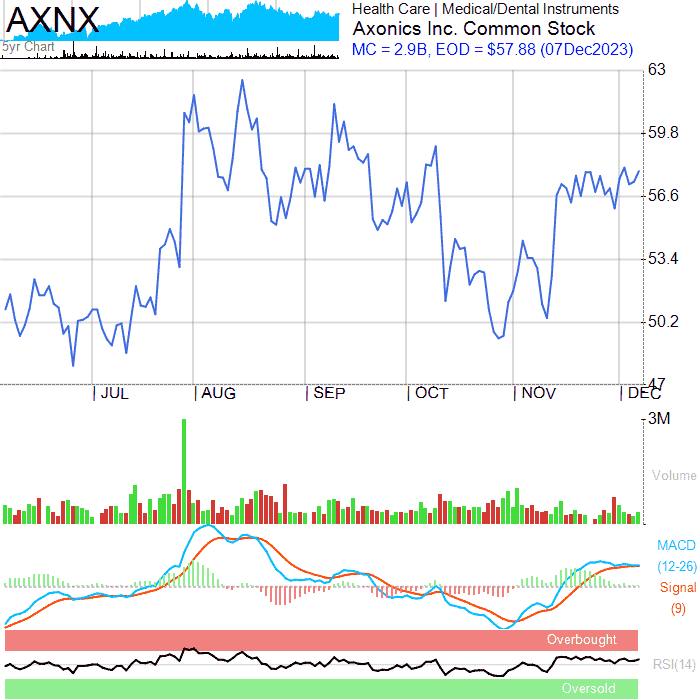 AXNX
5yr Chart
Health Care | Medical/Dental Instruments
Axonics Inc. Common Stock
MC = 2.9B, EOD = $57.88 (07Dec2023)
63
59.8
56.6
53.4
50.2
47
JUL AUG SEP OCT NOV DEC
3M
Volume
MACD
(12-26)
Signal
(9)
Overbought
RSI(14)
Oversold